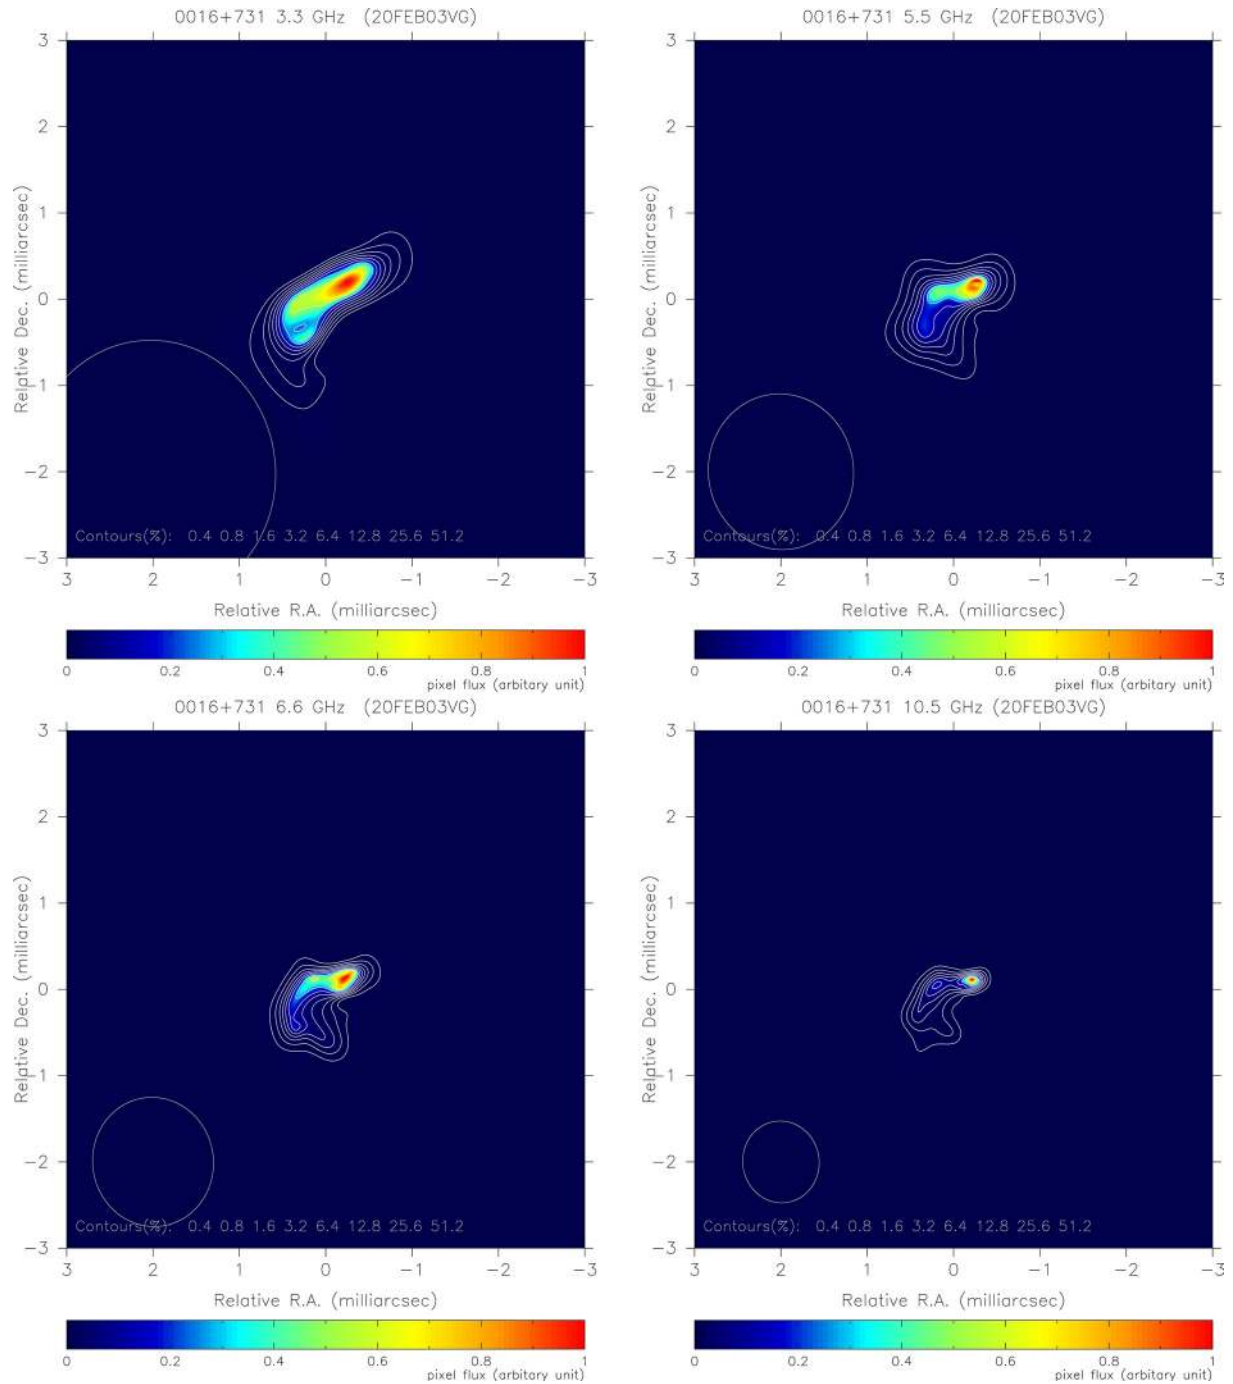 0016+731 3.3 GHz (20FEB03VG)
3
2
1
0
−1
−2
−3
Relative Dec. (milliarcsec)
Contours(%): 0.4 0.8 1.6 3.2 6.4 12.8 25.6 51.2
3 2 1 0 −1 −2 −3
Relative R.A. (milliarcsec)
0 0.2 0.4 0.6 0.8 1
pixel flux (arbitary unit)
0016+731 5.5 GHz (20FEB03VG)
3
2
1
0
−1
−2
−3
Relative Dec. (milliarcsec)
Contours(%): 0.4 0.8 1.6 3.2 6.4 12.8 25.6 51.2
3 2 1 0 −1 −2 −3
Relative R.A. (milliarcsec)
0 0.2 0.4 0.6 0.8 1
pixel flux (arbitary unit)
0016+731 6.6 GHz (20FEB03VG)
3
2
1
0
−1
−2
−3
Relative Dec. (milliarcsec)
Contours(%): 0.4 0.8 1.6 3.2 6.4 12.8 25.6 51.2
3 2 1 0 −1 −2 −3
Relative R.A. (milliarcsec)
0 0.2 0.4 0.6 0.8 1
pixel flux (arbitary unit)
0016+731 10.5 GHz (20FEB03VG)
3
2
1
0
−1
−2
−3
Relative Dec. (milliarcsec)
Contours(%): 0.4 0.8 1.6 3.2 6.4 12.8 25.6 51.2
3 2 1 0 −1 −2 −3
Relative R.A. (milliarcsec)
0 0.2 0.4 0.6 0.8 1
pixel flux (arbitary unit)